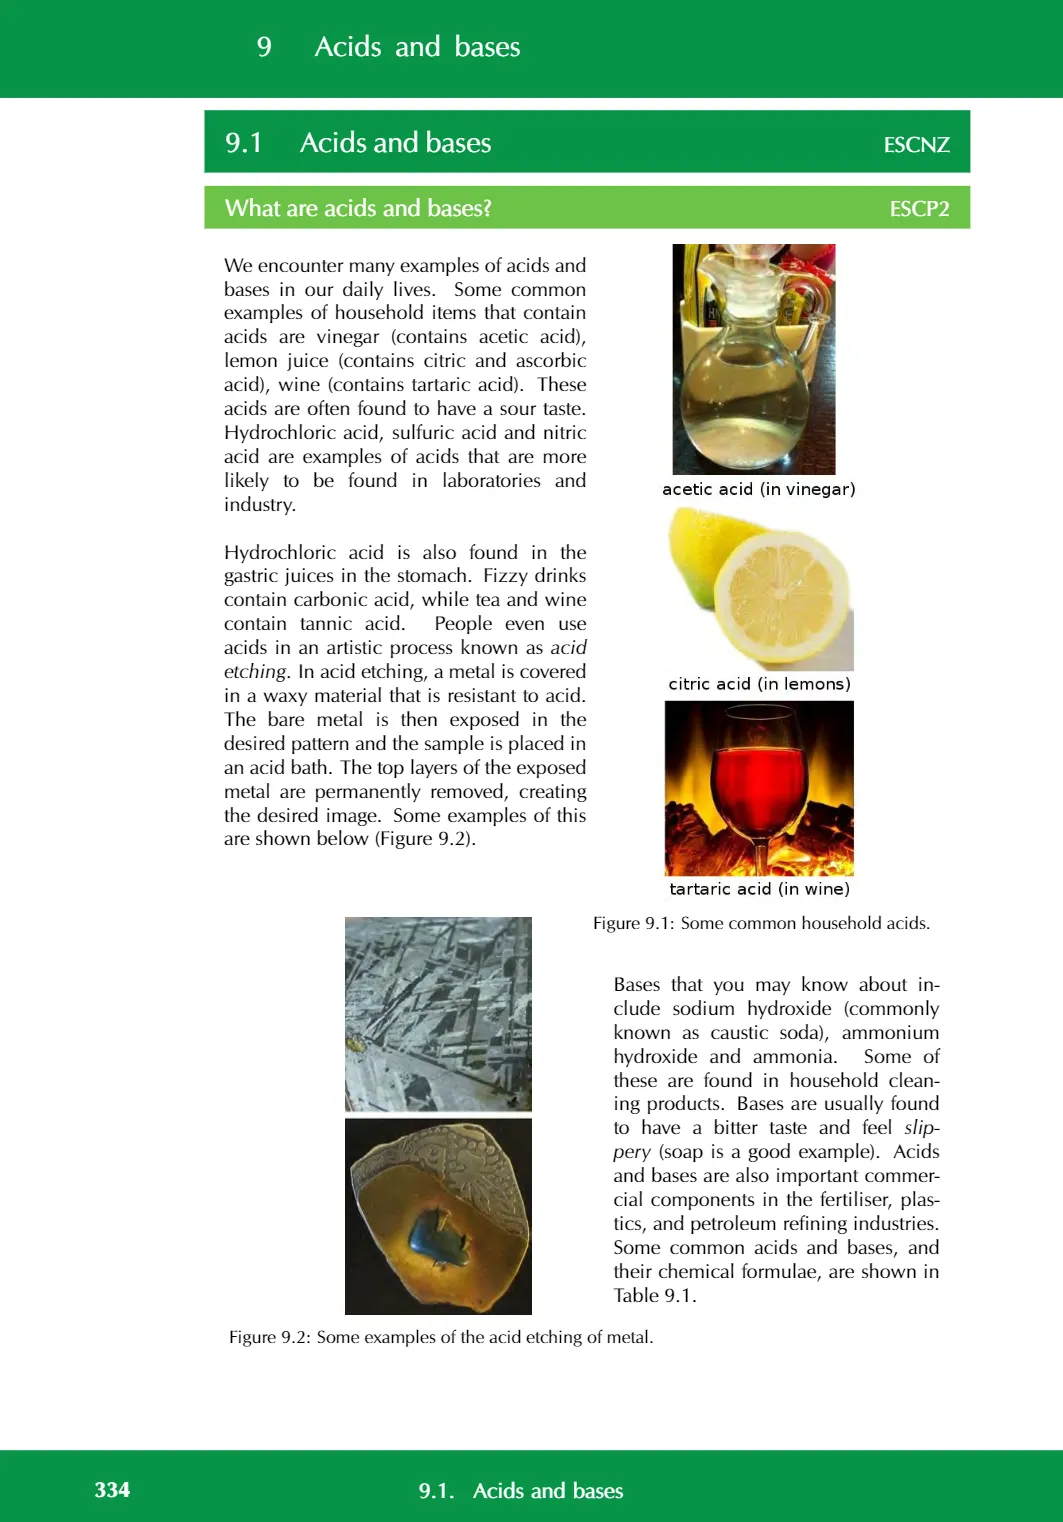 9 Acids and bases
9.1 Acids and bases ESCNZ
What are acids and bases? ESCP2
We encounter many examples of acids and
bases in our daily lives. Some common
examples of household items that contain
acids are vinegar (contains acetic acid),
lemon juice (contains citric and ascorbic
acid), wine (contains tartaric acid). These
acids are often found to have a sour taste.
Hydrochloric acid, sulfuric acid and nitric
acid are examples of acids that are more
likely to be found in laboratories and
industry.
Hydrochloric acid is also found in the
gastric juices in the stomach. Fizzy drinks
contain carbonic acid, while tea and wine
contain tannic acid. People even use
acids in an artistic process known as acid
etching. In acid etching, a metal is covered
in a waxy material that is resistant to acid.
The bare metal is then exposed in the
desired pattern and the sample is placed in
an acid bath. The top layers of the exposed
metal are permanently removed, creating
the desired image. Some examples of this
are shown below (Figure 9.2).
acetic acid (in vinegar)
citric acid (in lemons)
tartaric acid (in wine)
Figure 9.1: Some common household acids.
Bases that you may know about in-
clude sodium hydroxide (commonly
known as caustic soda), ammonium
hydroxide and ammonia. Some of
these are found in household clean-
ing products. Bases are usually found
to have a bitter taste and feel slip-
pery (soap is a good example). Acids
and bases are also important commer-
cial components in the fertiliser, plas-
tics, and petroleum refining industries.
Some common acids and bases, and
their chemical formulae, are shown in
Table 9.1.
Figure 9.2: Some examples of the acid etching of metal.
334 9.1. Acids and bases